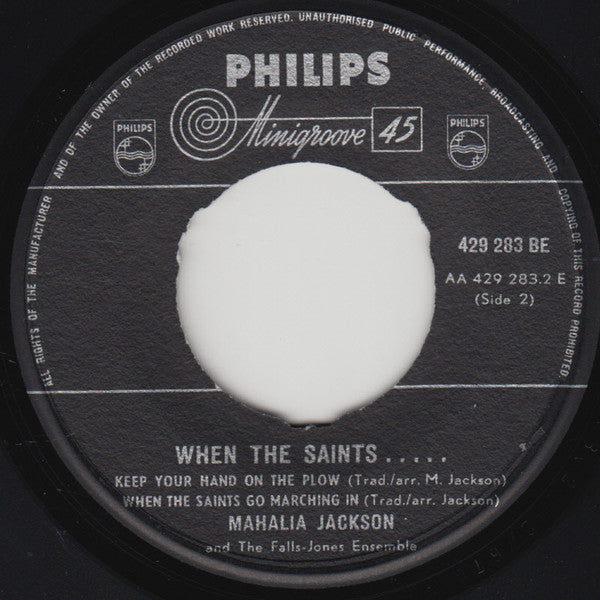 ALL RIGHTS OF THE MANUFACTURER AND OF THE OWNER OF THE RECORDED WORK RESERVED. UNAUTHORISED PUBLIC PERFORMANCE, BROADCASTING AND COPYING OF THIS RECORD PROHIBITED.
PHILIPS
Minigroove 45
PHILIPS
PHILIPS
429 283 BE
AA 429 283.2 E
(Side 2)
WHEN THE SAINTS.....
KEEP YOUR HAND ON THE PLOW (Trad./arr. M. Jackson)
WHEN THE SAINTS GO MARCHING IN (Trad./arr. Jackson)
MAHALIA JACKSON
and The Falls-Jones Ensemble